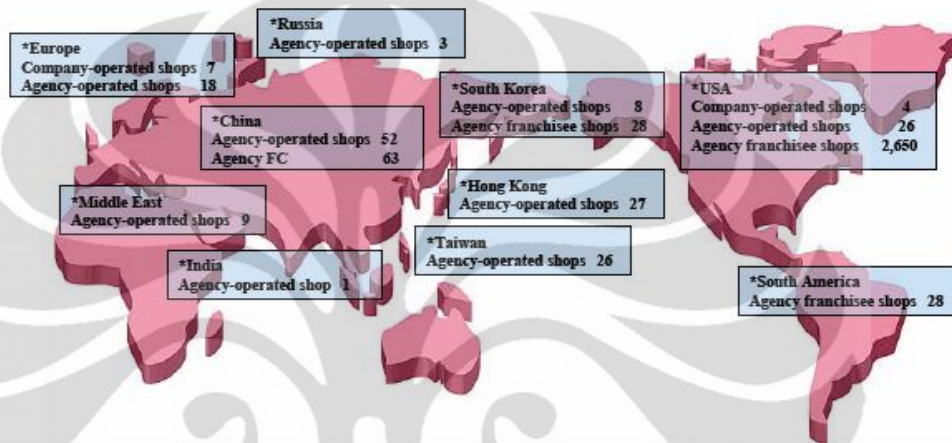 *Russia
Agency-operated shops 3
*Europe
Company-operated shops 7
Agency-operated shops 18
*South Korea
Agency-operated shops 8
Agency franchisee shops 28
*USA
Company-operated shops 4
Agency-operated shops 26
Agency franchisee shops 2,650
*China
Agency-operated shops 52
Agency FC 63
*Hong Kong
Agency-operated shops 27
*Middle East
Agency-operated shops 9
*Taiwan
Agency-operated shops 26
*India
Agency-operated shop 1
*South America
Agency franchisee shops 28